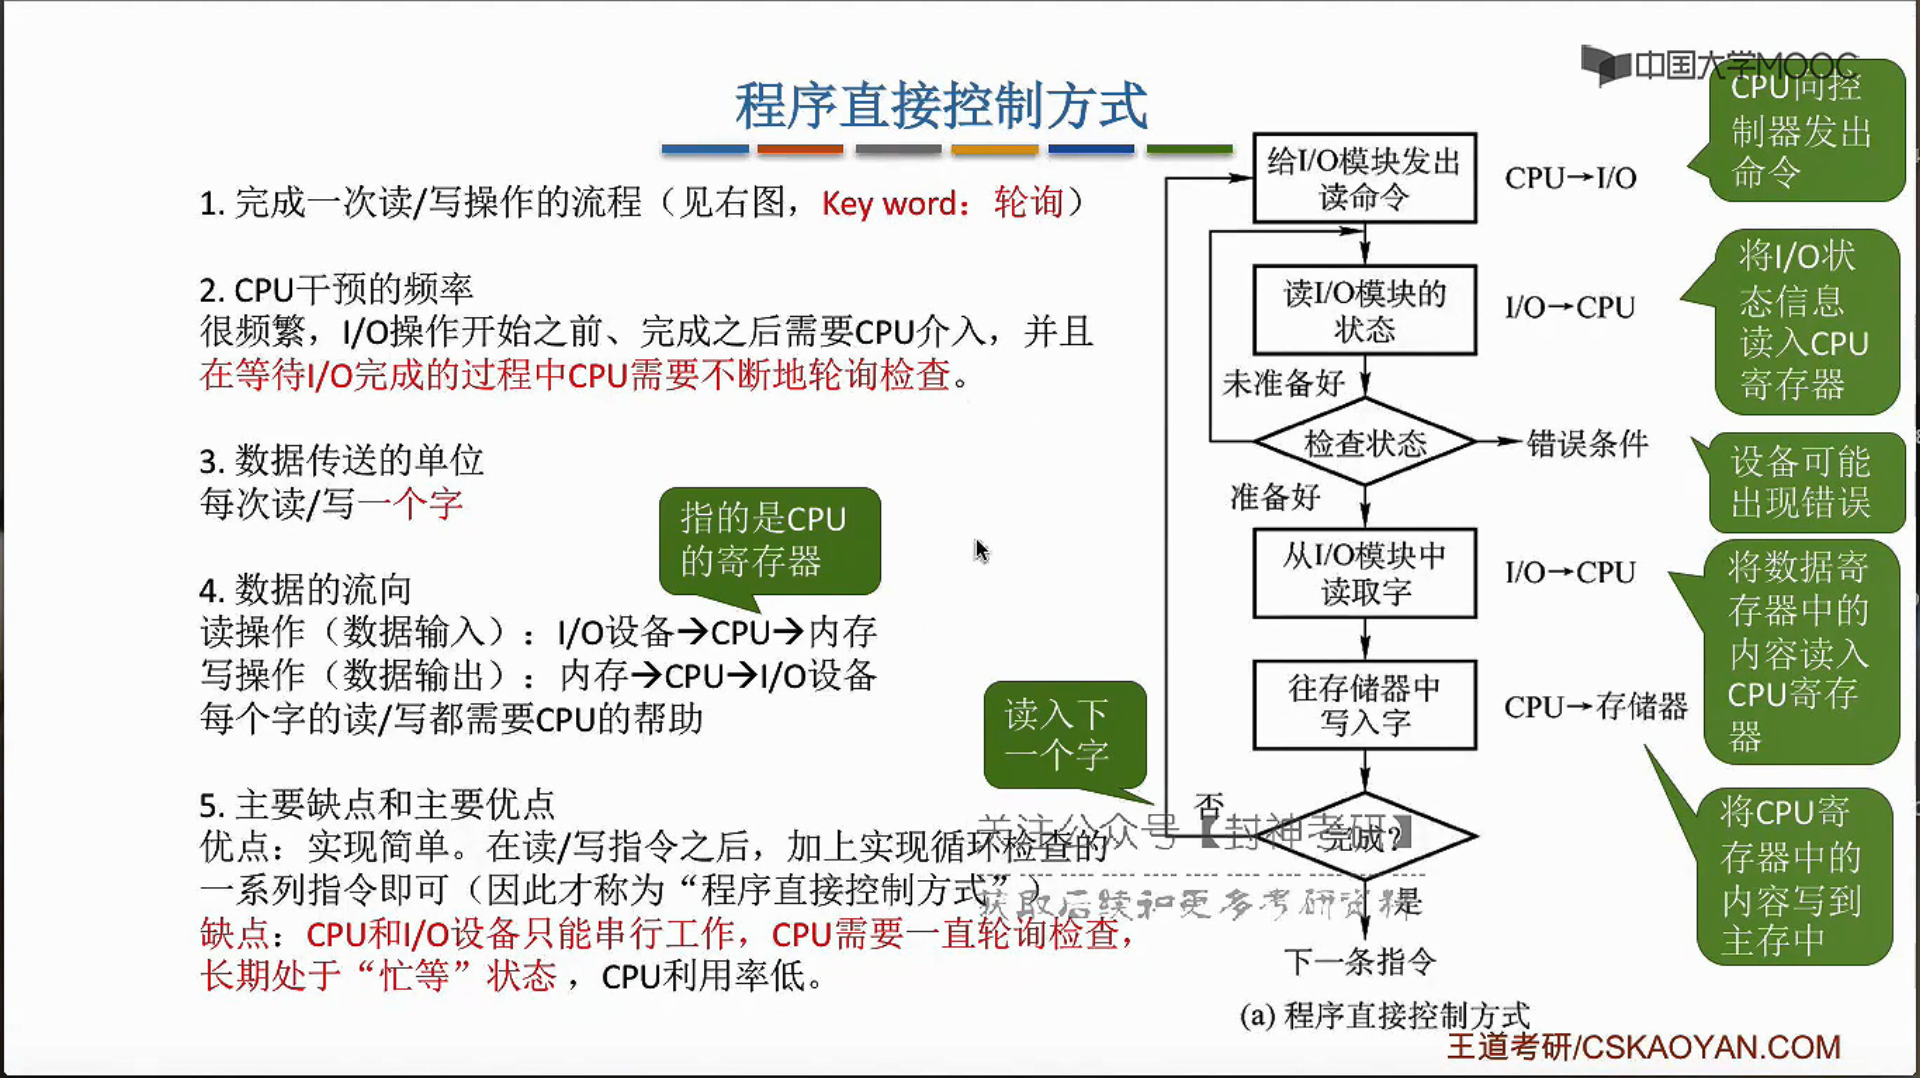 中国大学MOOC
程序直接控制方式
1. 完成一次读/写操作的流程（见右图，Key word：轮询）
2. CPU干预的频率
很频繁，I/O操作开始之前、完成之后需要CPU介入，并且
在等待I/O完成的过程中CPU需要不断地轮询检查。
3. 数据传送的单位
每次读/写一个字
指的是CPU
的寄存器
4. 数据的流向
读操作（数据输入）：I/O设备→CPU→内存
写操作（数据输出）：内存→CPU→I/O设备
每个字的读/写都需要CPU的帮助
5. 主要缺点和主要优点
优点：实现简单。在读/写指令之后，加上实现循环检查的
一系列指令即可（因此才称为“程序直接控制方式”）
缺点：CPU和I/O设备只能串行工作，CPU需要一直轮询检查，
长期处于“忙等”状态，CPU利用率低。
给I/O模块发出
读命令
CPU→I/O
CPU向控
制器发出
命令
读I/O模块的
状态
I/O→CPU
将I/O状
态信息
读入CPU
寄存器
未准备好
检查状态
错误条件
设备可能
出现错误
准备好
从I/O模块中
读取字
I/O→CPU
将数据寄
存器中的
内容读入
CPU寄存
器
往存储器中
写入字
CPU→存储器
将CPU寄
存器中的
内容写到
主存中
读入下
一个字
否
完成？
是
下一条指令
(a) 程序直接控制方式
关注公众号【封神考研】
获取后续和更多考研资料
王道考研/CSKAOYAN.COM